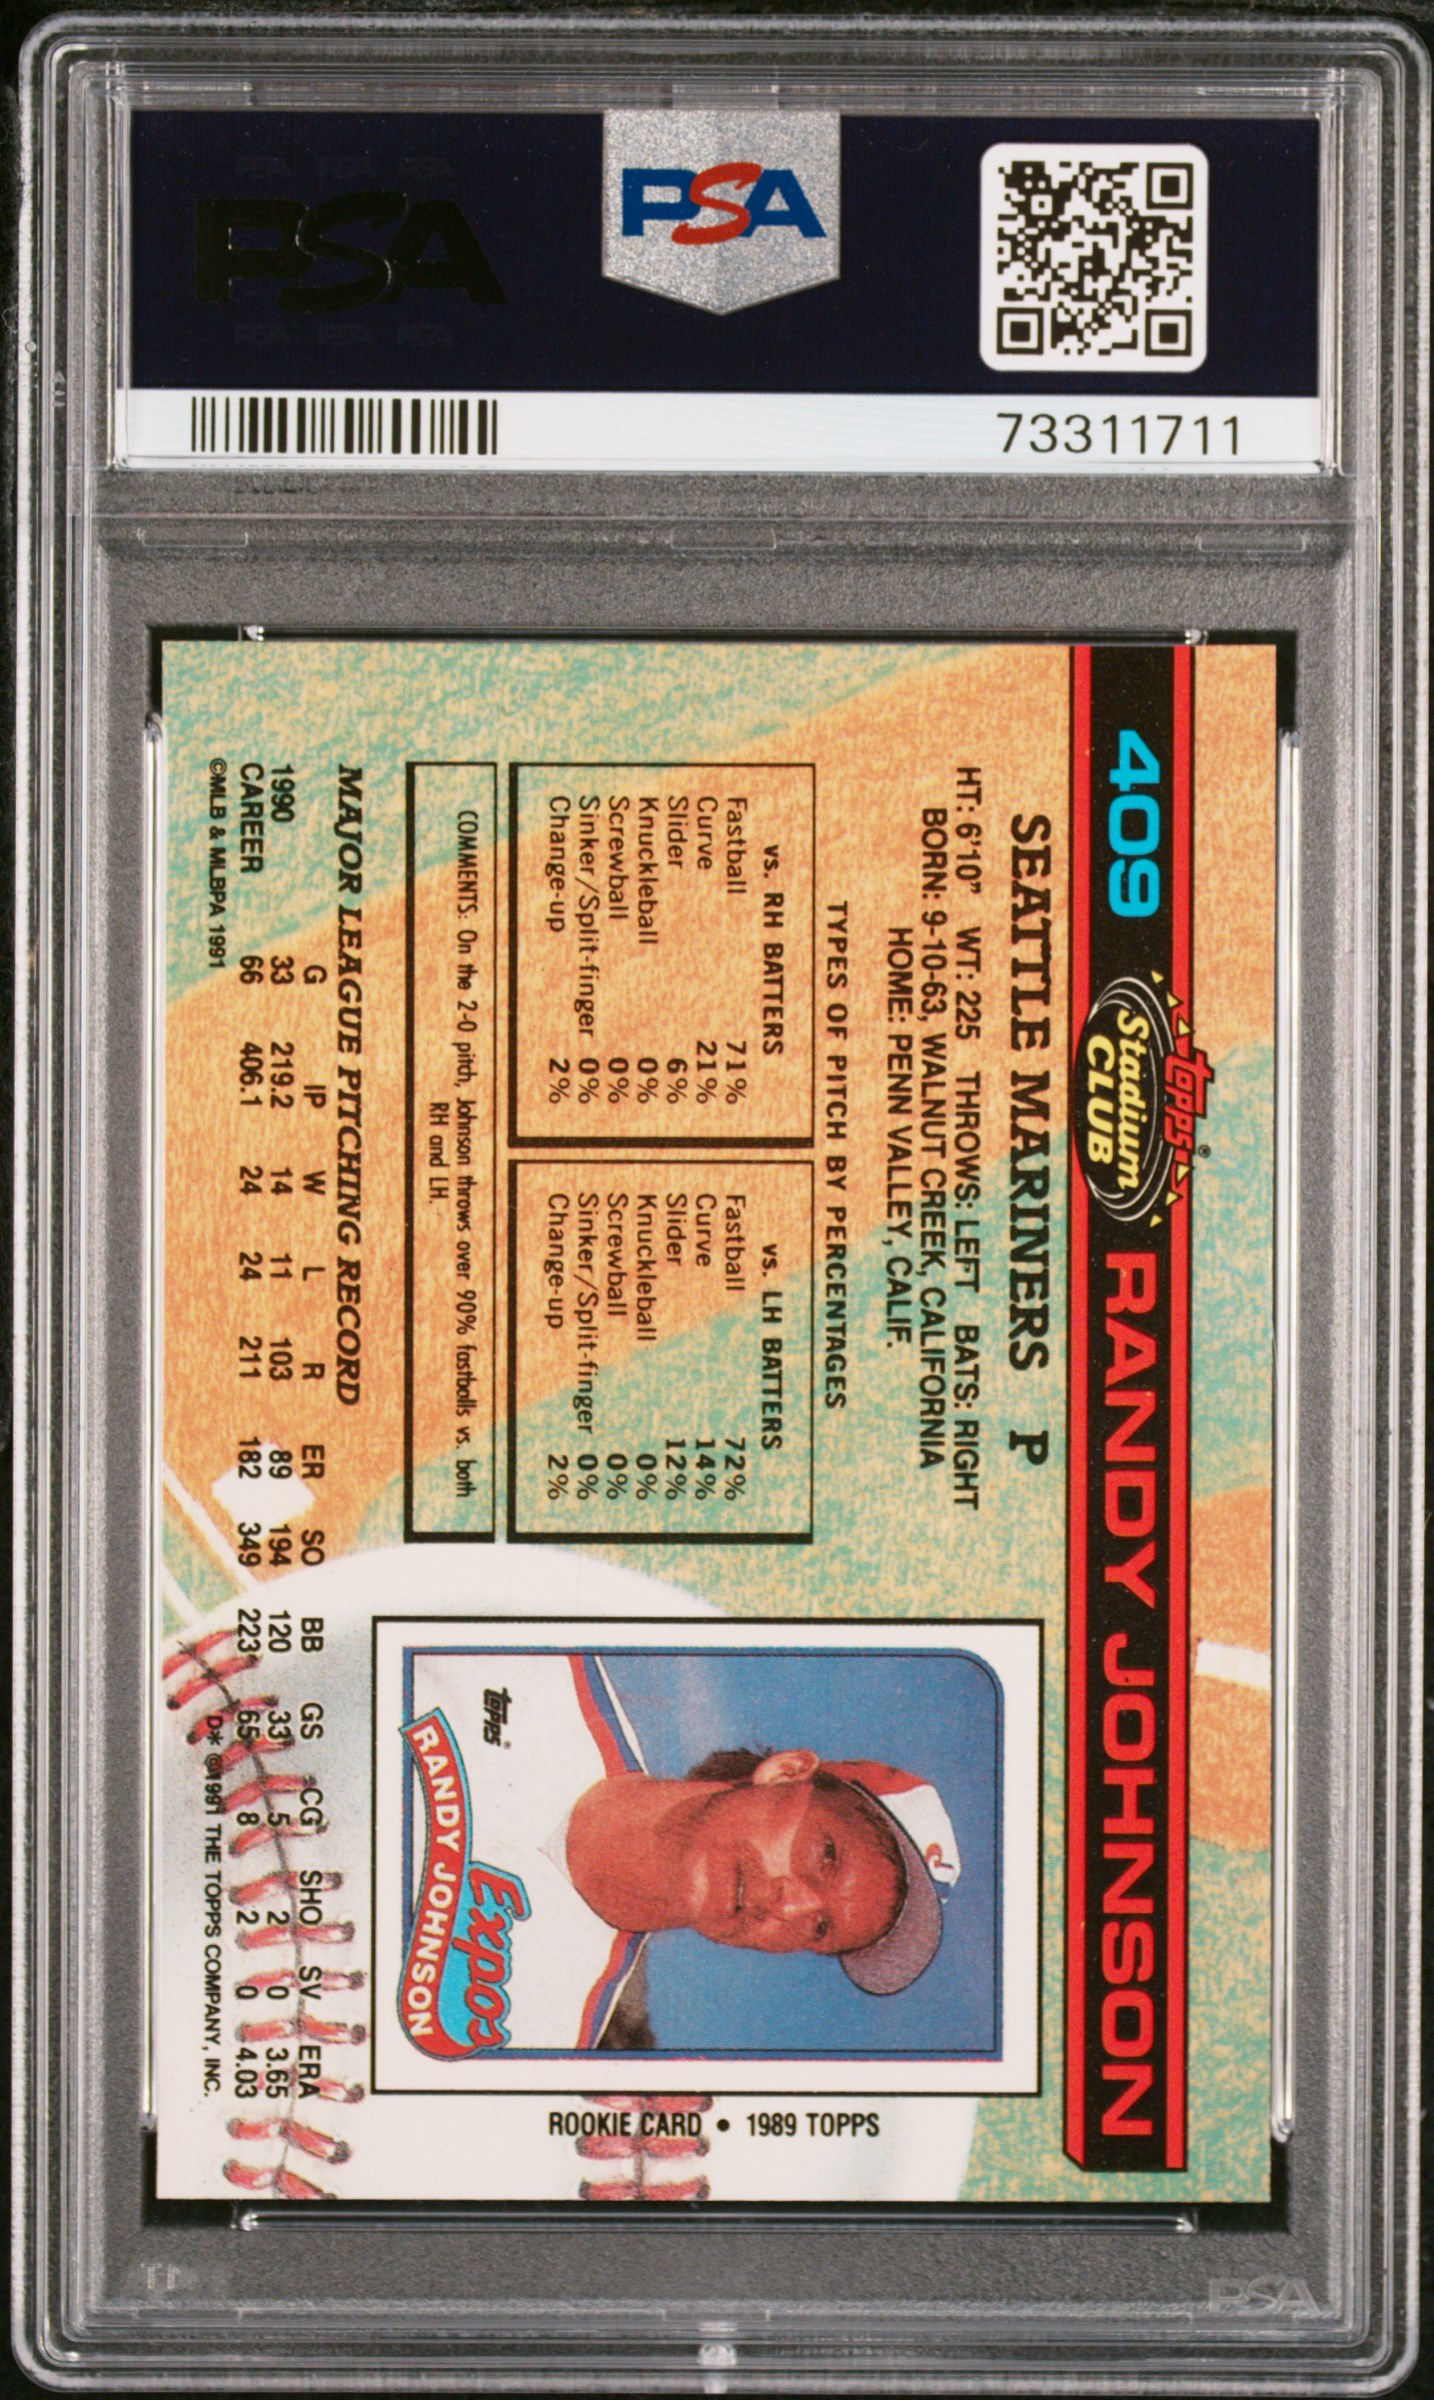 PSA PSA PSA
PSA
PSA PSA PSA
PSA
73311711
409
TOPPS®
Stadium
CLUB
RANDY JOHNSON
SEATTLE MARINERS P
HT: 6'10" WT: 225 THROWS: LEFT BATS: RIGHT
BORN: 9-10-63, WALNUT CREEK, CALIFORNIA
HOME: PENN VALLEY, CALIF.
TYPES OF PITCH BY PERCENTAGES
vs. RH BATTERS
Fastball 71%
Curve 21%
Slider 6%
Knuckleball 0%
Screwball 0%
Sinker/Split-finger 0%
Change-up 2%
vs. LH BATTERS
Fastball 72%
Curve 14%
Slider 12%
Knuckleball 0%
Screwball 0%
Sinker/Split-finger 0%
Change-up 2%
COMMENTS: On the 2-0 pitch, Johnson throws over 90% fastballs vs. both
RH and LH.
TOPPS®
Expos
RANDY JOHNSON
ROOKIE CARD • 1989 TOPPS
MAJOR LEAGUE PITCHING RECORD
G IP W L R ER SO BB GS CG SHO SV ERA
1990 33 219.2 14 11 103 89 194 120 33 5 2 0 3.65
CAREER 66 406.1 24 24 211 182 349 223 65 8 2 0 4.03
©MLB & MLBPA 1991
D* ©1991 THE TOPPS COMPANY, INC.
PSA